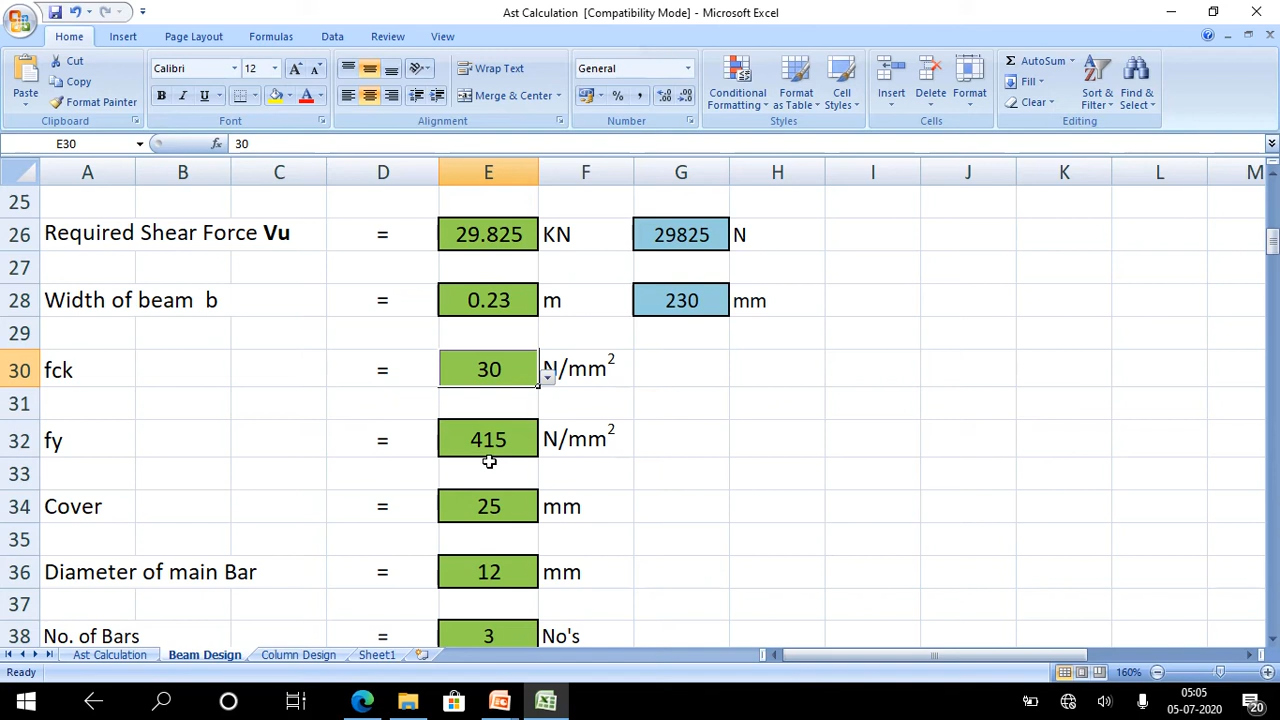 Ast Calculation [Compatibility Mode] - Microsoft Excel
Home Insert Page Layout Formulas Data Review View
Paste Cut Copy Format Painter Clipboard
Calibri 12 B I U A Font
Wrap Text Merge & Center Alignment
General % , Number
Conditional Formatting Format as Table Cell Styles Styles
Insert Delete Format Cells
Σ AutoSum Fill Clear Sort & Filter Find & Select Editing
E30 fx 30
A B C D E F G H I J K L M
25
26 Required Shear Force Vu = 29.825 KN 29825 N
27
28 Width of beam b = 0.23 m 230 mm
29
30 fck = 30 N/mm2
31
32 fy = 415 N/mm2
33
34 Cover = 25 mm
35
36 Diameter of main Bar = 12 mm
37
38 No. of Bars = 3 No's
Ast Calculation Beam Design Column Design Sheet1
Ready 160%
05:05
05-07-2020
20